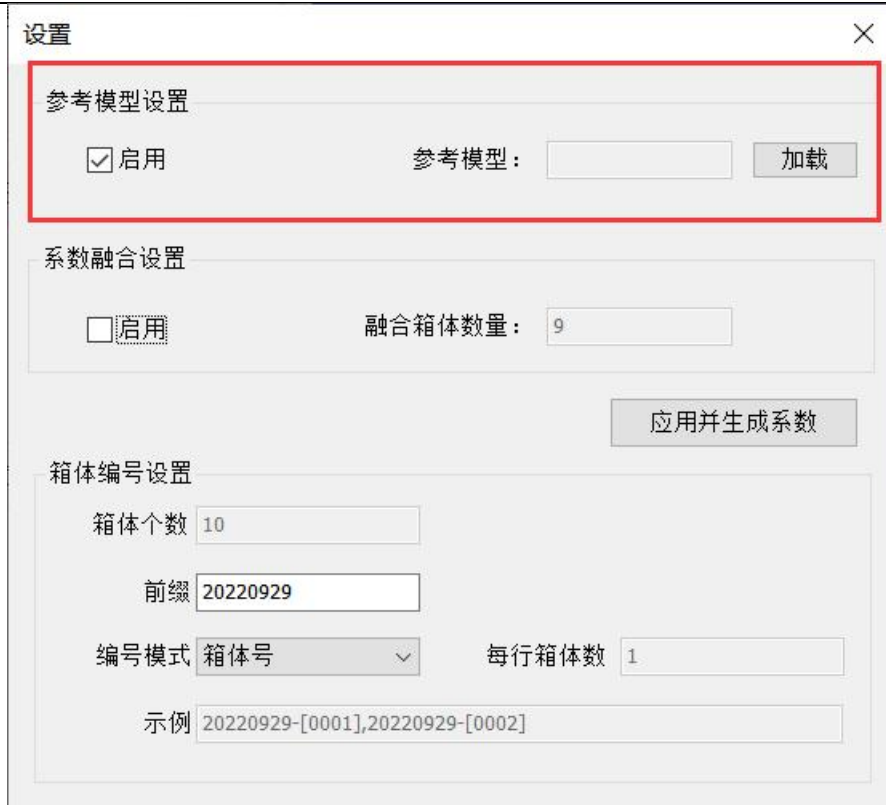 设置
参考模型设置
启用 参考模型： 加载
系数融合设置
启用 融合箱体数量： 9
应用并生成系数
箱体编号设置
箱体个数 10
前缀 20220929
编号模式 箱体号 每行箱体数 1
示例 20220929-[0001],20220929-[0002]